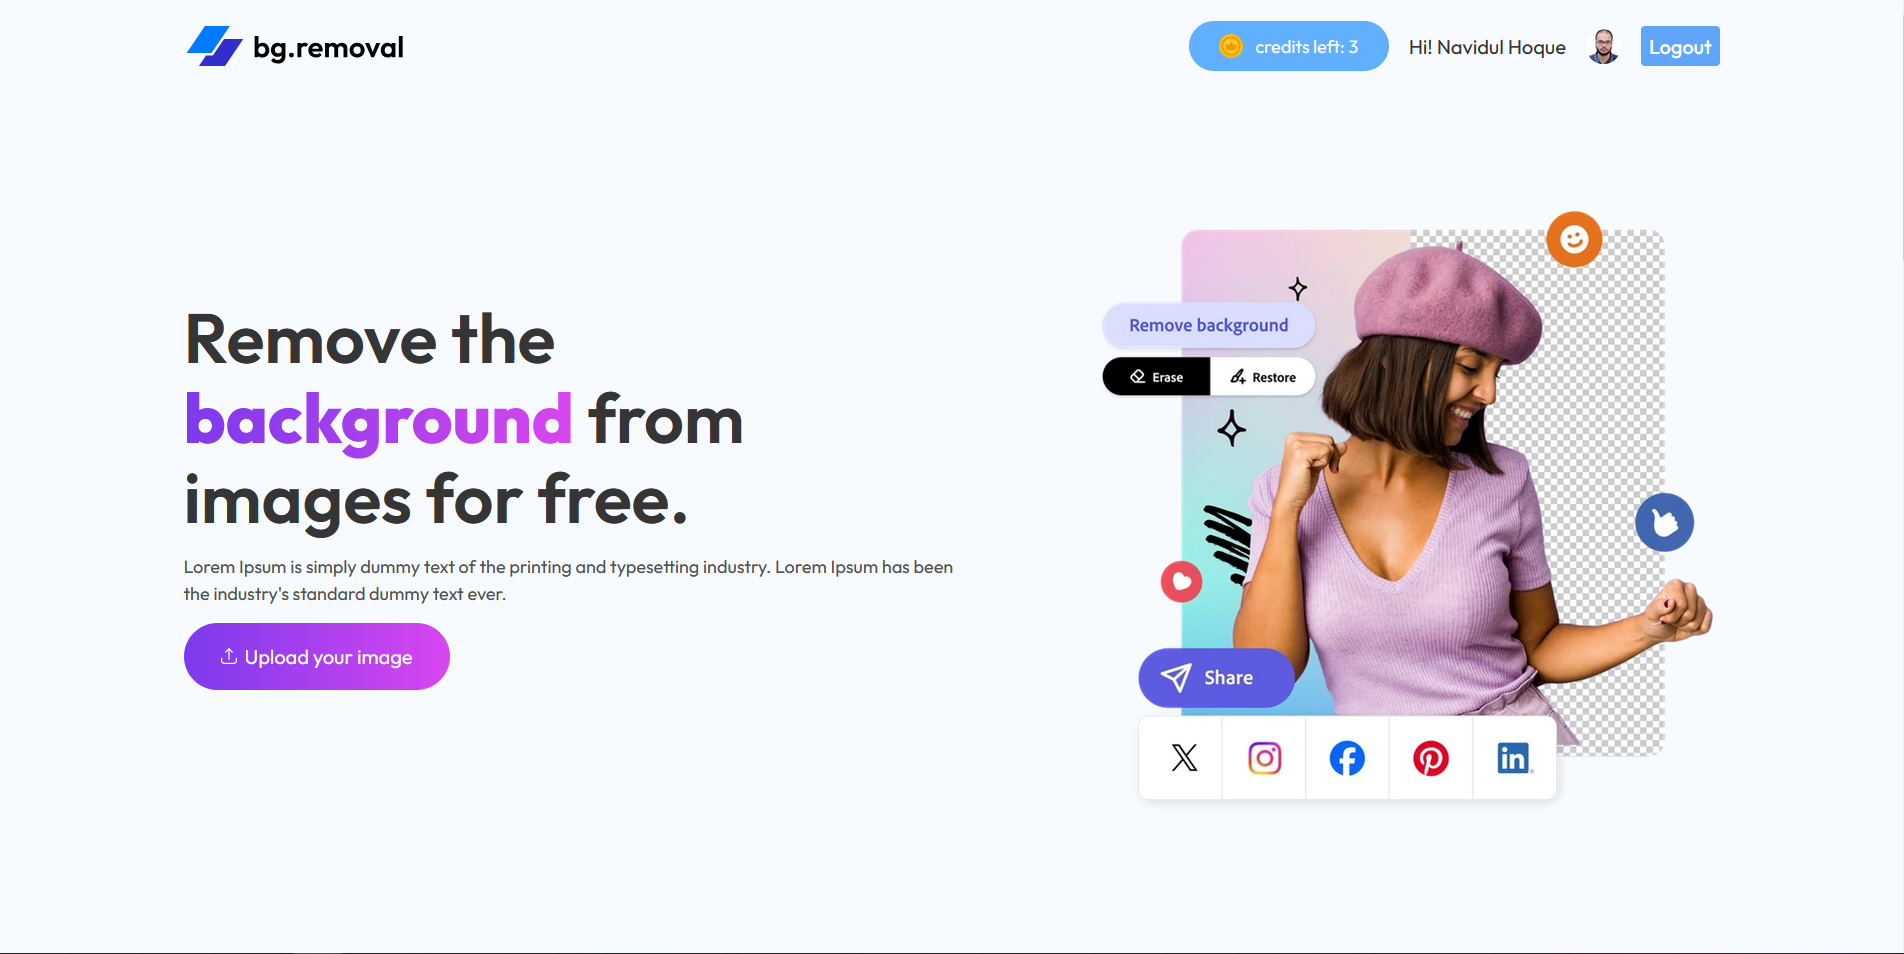 bg.removal
credits left: 3
Hi! Navidul Hoque
Logout
Remove the
background from
images for free.
Lorem Ipsum is simply dummy text of the printing and typesetting industry. Lorem Ipsum has been
the industry's standard dummy text ever.
Upload your image
Remove background
Erase
Restore
Share